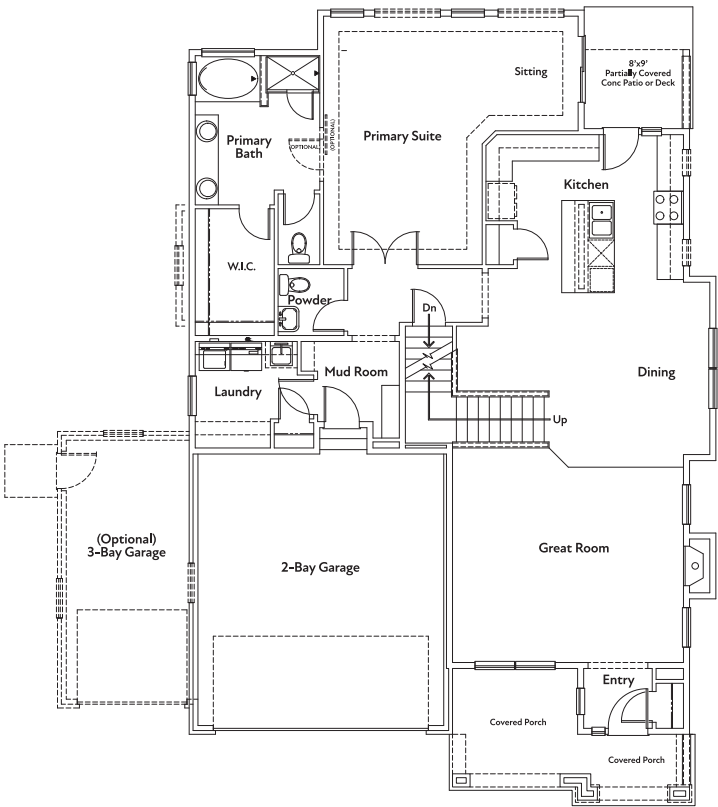 Sitting
8'x9'
Partially Covered
Conc Patio or Deck
Primary Suite
(OPTIONAL)
Primary
Bath
(OPTIONAL)
Kitchen
W.I.C.
Powder
Dn
Mud Room
Dining
Laundry
Up
(Optional)
3-Bay Garage
2-Bay Garage
Great Room
Entry
Covered Porch
Covered Porch